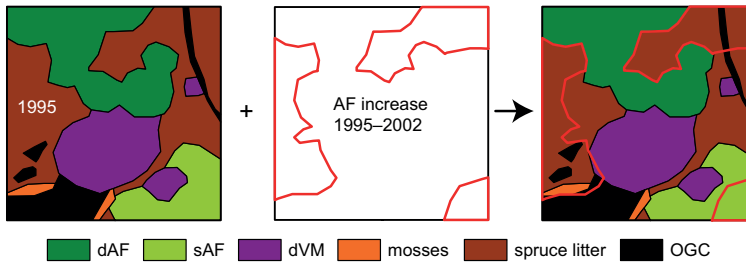 1995
+
AF increase
1995–2002
dAF sAF dVM mosses spruce litter OGC